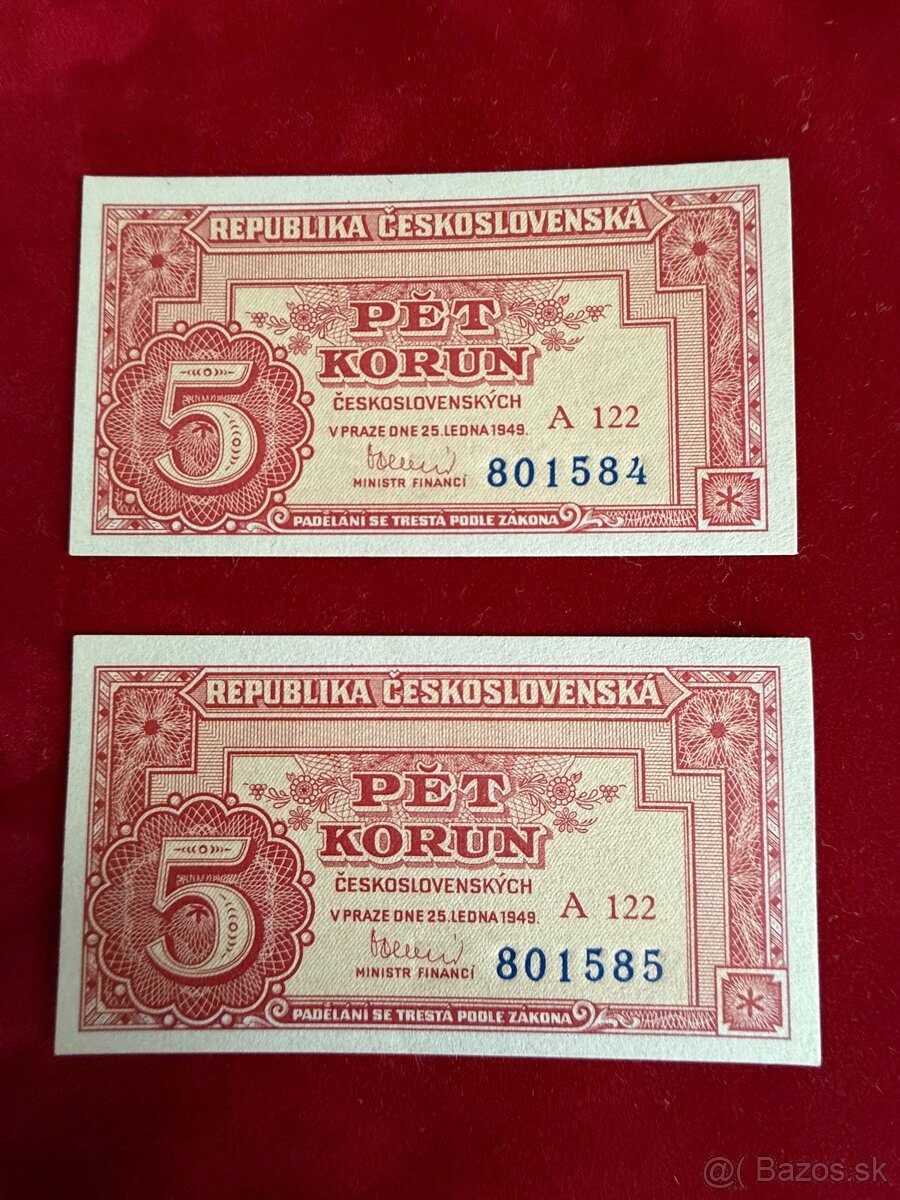 REPUBLIKA ČESKOSLOVENSKÁ
PĚT
KORUN
ČESKOSLOVENSKÝCH
V PRAZE DNE 25. LEDNA 1949.
A 122
5
MINISTR FINANCÍ
801584
PADĚLÁNÍ SE TRESTÁ PODLE ZÁKONA
REPUBLIKA ČESKOSLOVENSKÁ
PĚT
KORUN
ČESKOSLOVENSKÝCH
V PRAZE DNE 25. LEDNA 1949.
A 122
5
MINISTR FINANCÍ
801585
PADĚLÁNÍ SE TRESTÁ PODLE ZÁKONA
@( Bazos.sk